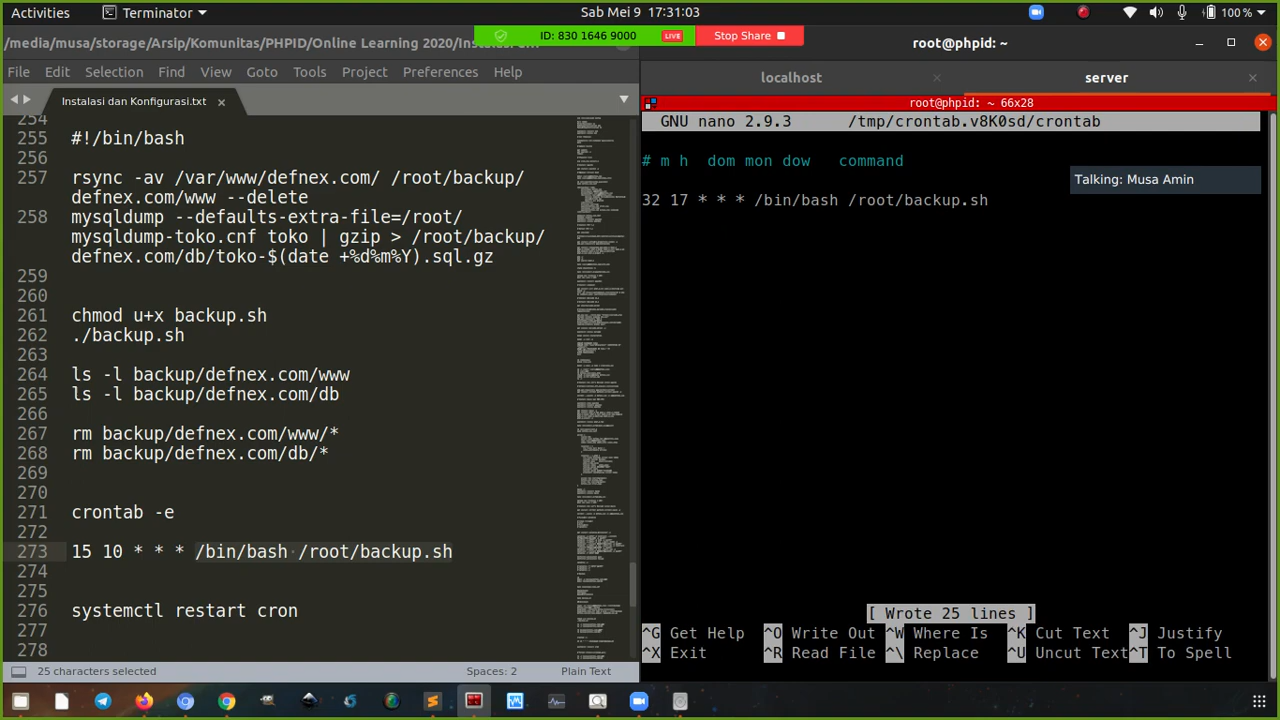 Activities
Terminator
Sab Mei 9 17:31:03
100 %
/media/musa/storage/Arsip/Komunitas/PHPID/Online Learning 2020/
ID: 830 1646 9000
LIVE
Stop Share
root@phpid: ~
File Edit Selection Find View Goto Tools Project Preferences Help
localhost
server
Instalasi dan Konfigurasi.txt
root@phpid: ~ 66x28
GNU nano 2.9.3 /tmp/crontab.v8K0sd/crontab
# m h dom mon dow command
Talking: Musa Amin
32 17 * * * /bin/bash /root/backup.sh
254
255 #!/bin/bash
256
257 rsync -av /var/www/defnex.com/ /root/backup/
defnex.com/www --delete
258 mysqldump --defaults-extra-file=/root/
mysqldump-toko.cnf toko | gzip > /root/backup/
defnex.com/db/toko-$(date +%d%m%Y).sql.gz
259
260
261 chmod u+x backup.sh
262 ./backup.sh
263
264 ls -l backup/defnex.com/www
265 ls -l backup/defnex.com/db
266
267 rm backup/defnex.com/www/*
268 rm backup/defnex.com/db/*
269
270
271 crontab -e
272
273 15 10 * * * /bin/bash /root/backup.sh
274
275
276 systemctl restart cron
277
278
[ Wrote 25 lines ]
^G Get Help ^O Write Out ^W Where Is ^K Cut Text ^J Justify
^X Exit ^R Read File ^\ Replace ^U Uncut Text ^T To Spell
25 characters selected
Spaces: 2
Plain Text